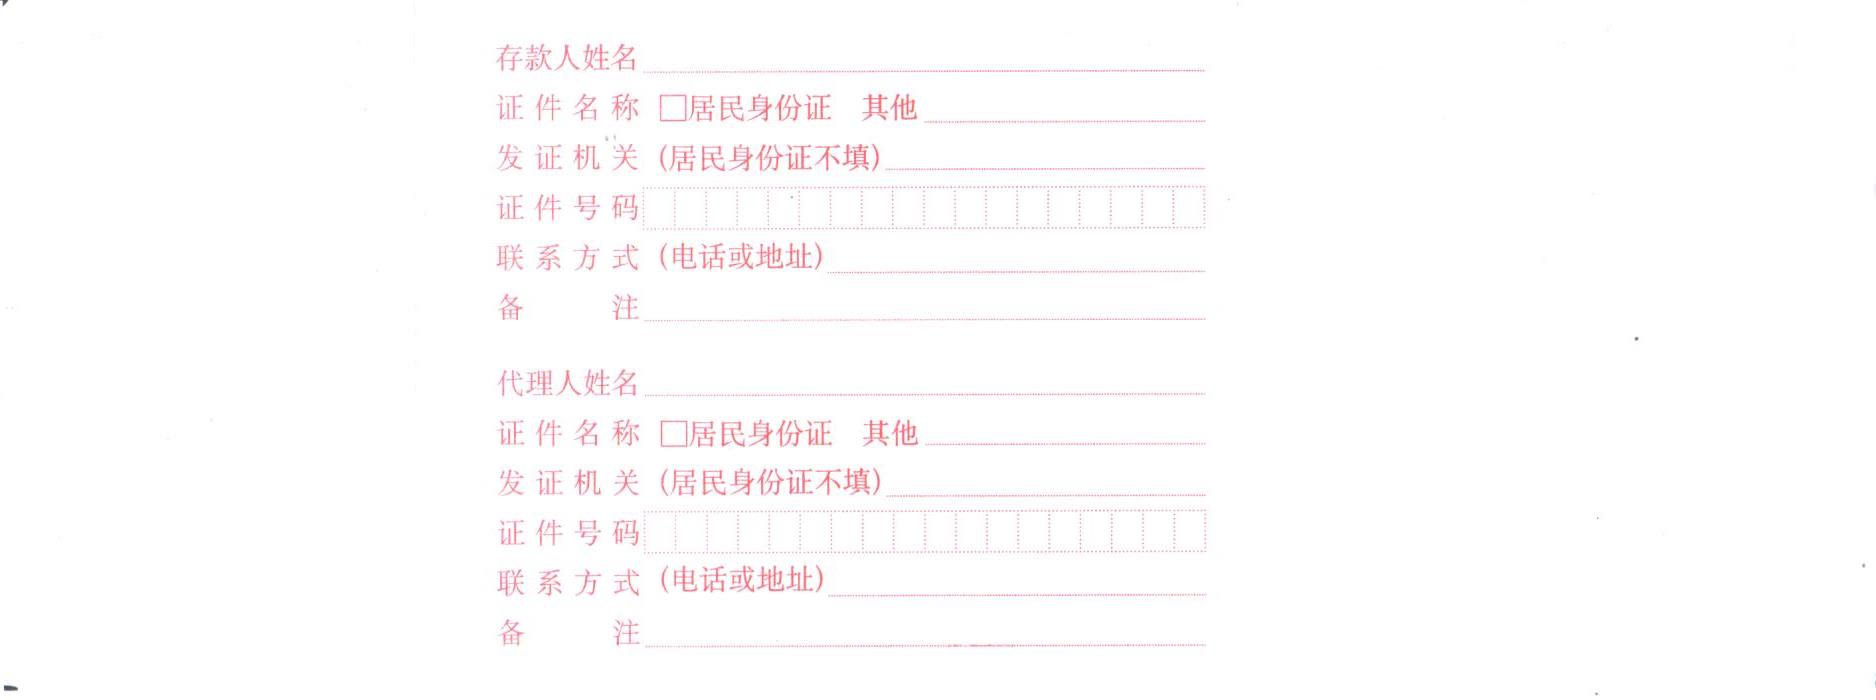 存款人姓名
证件名称 □居民身份证 其他
发证机关 (居民身份证不填)
证件号码
联系方式 (电话或地址)
备注
代理人姓名
证件名称 □居民身份证 其他
发证机关 (居民身份证不填)
证件号码
联系方式 (电话或地址)
备注